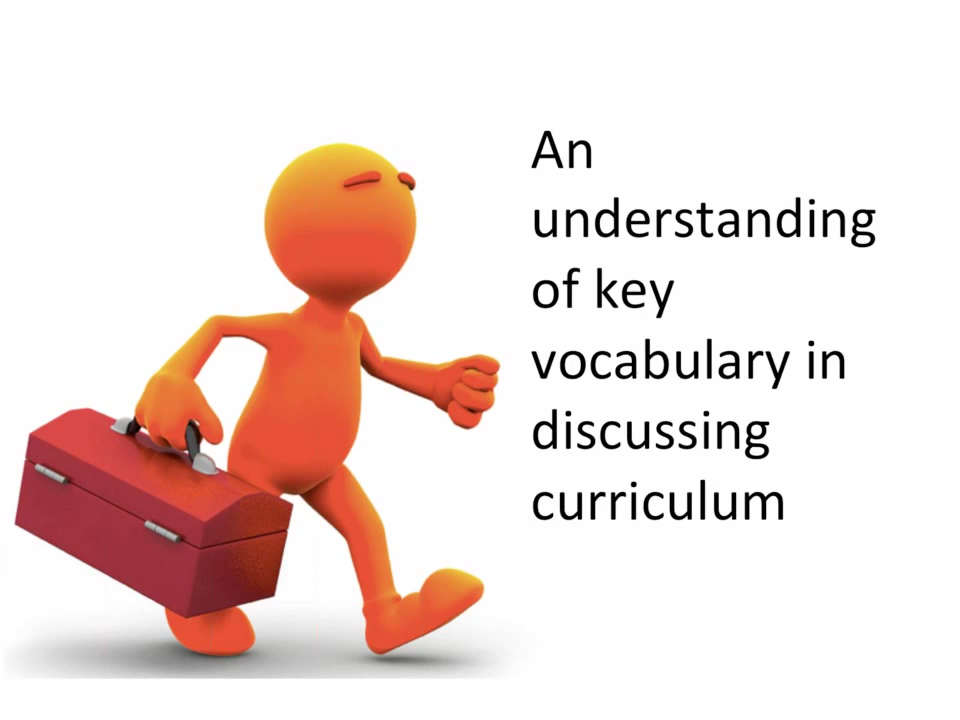 An
understanding
of key
vocabulary in
discussing
curriculum